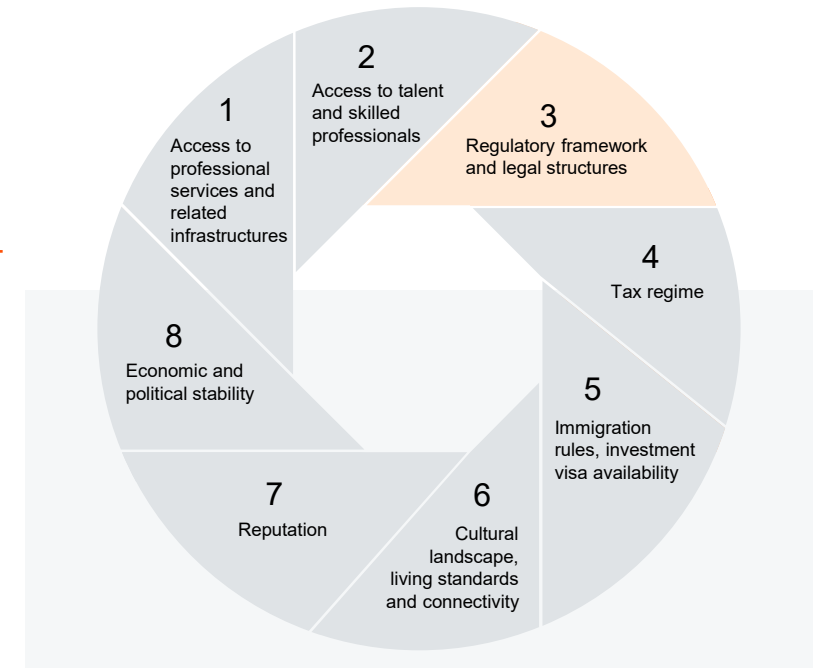 1
Access to
professional
services and
related
infrastructures
2
Access to talent
and skilled
professionals
3
Regulatory framework
and legal structures
4
Tax regime
5
Immigration
rules, investment
visa availability
6
Cultural
landscape,
living standards
and connectivity
7
Reputation
8
Economic and
political stability